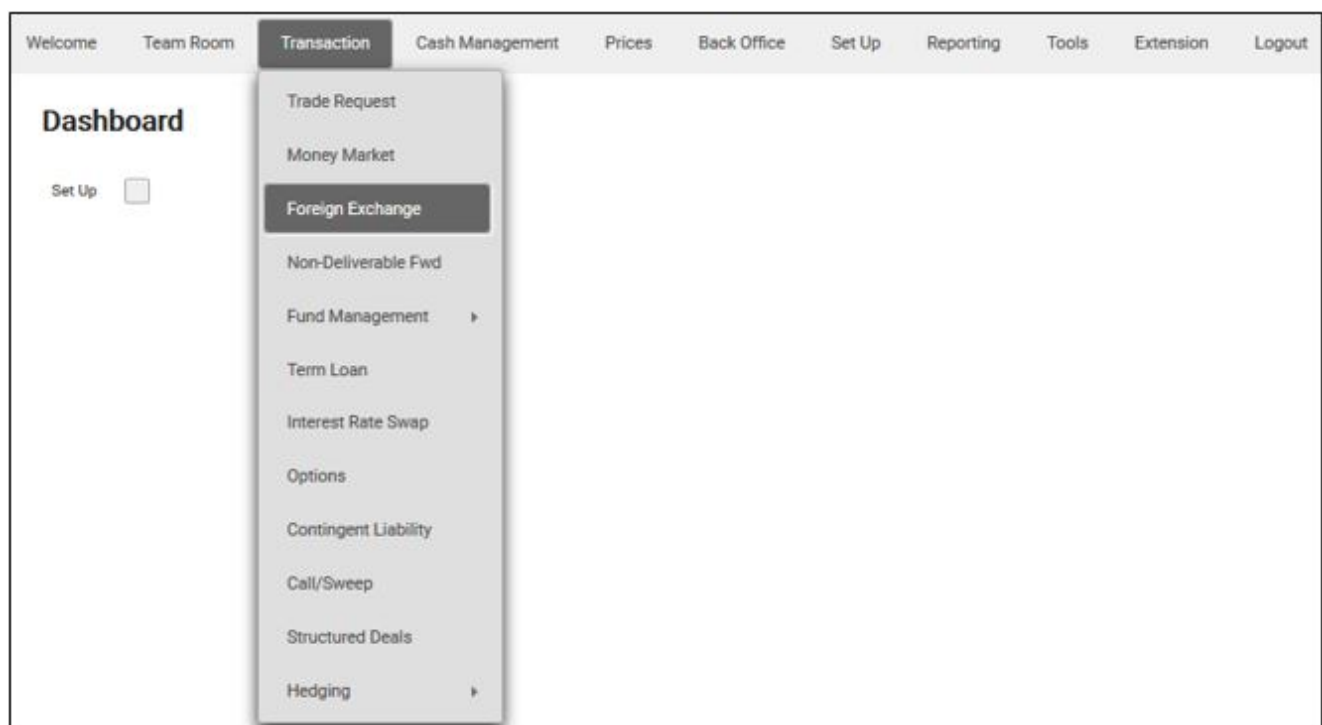 Welcome Team Room Transaction Cash Management Prices Back Office Set Up Reporting Tools Extension Logout
Dashboard
Set Up
Trade Request
Money Market
Foreign Exchange
Non-Deliverable Fwd
Fund Management
Term Loan
Interest Rate Swap
Options
Contingent Liability
Call/Sweep
Structured Deals
Hedging